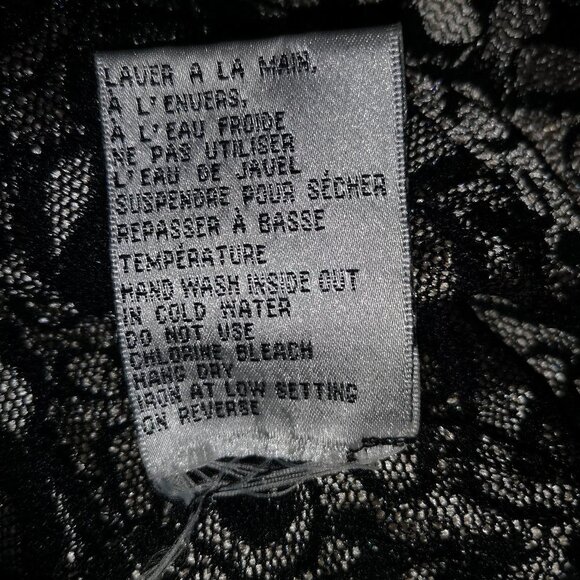 LAVER A LA MAIN,
À L'ENVERS,
À L'EAU FROIDE
NE PAS UTILISER
L'EAU DE JAVEL
SUSPENDRE POUR SÉCHER
REPASSER À BASSE
TEMPÉRATURE
HAND WASH INSIDE OUT
IN COLD WATER
DO NOT USE
CHLORINE BLEACH
HANG DRY
IRON AT LOW SETTING
ON REVERSE